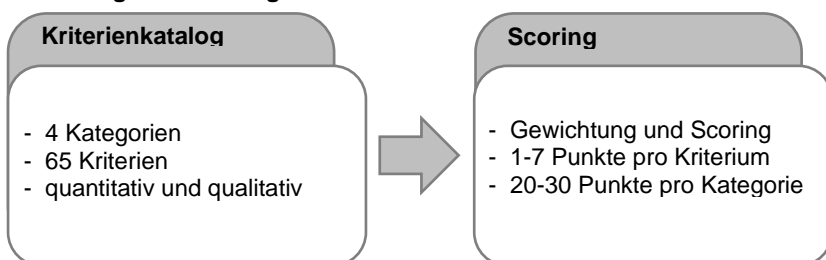 Kriterienkatalog
- 4 Kategorien
- 65 Kriterien
- quantitativ und qualitativ
Scoring
- Gewichtung und Scoring
- 1-7 Punkte pro Kriterium
- 20-30 Punkte pro Kategorie